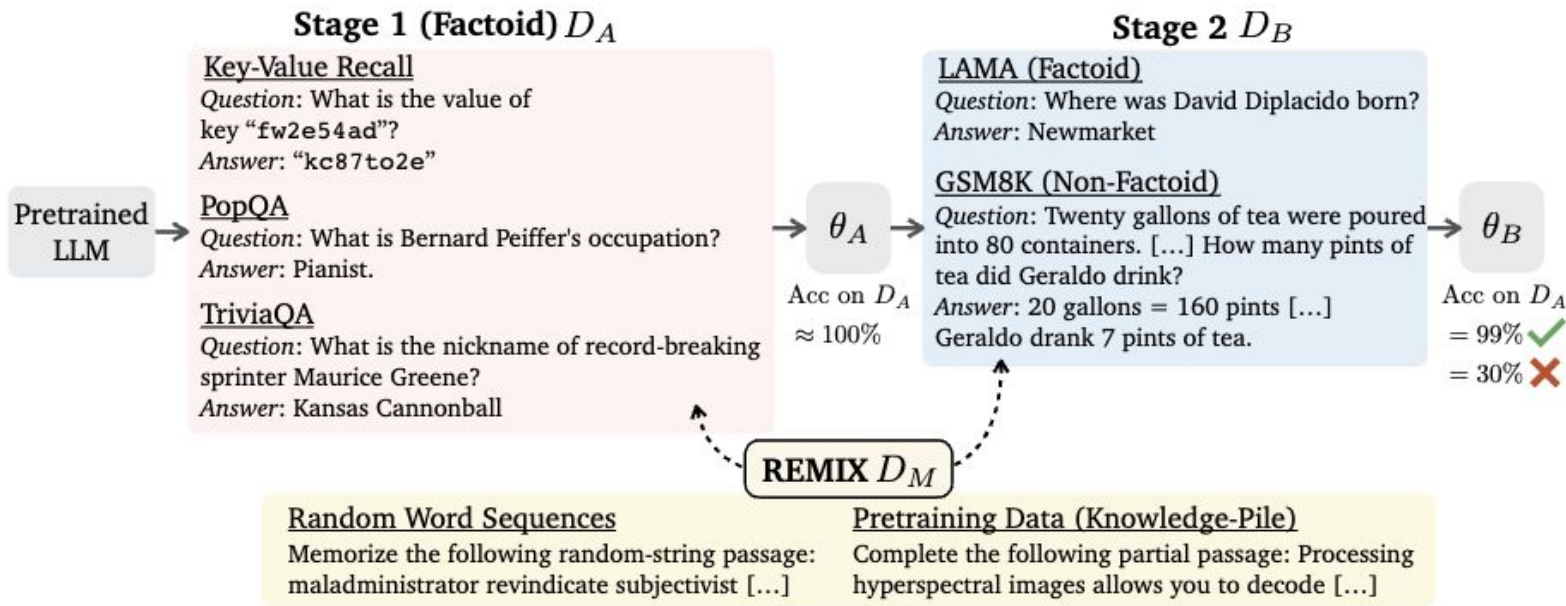 Stage 1 (Factoid) D_A
Key-Value Recall
Question: What is the value of
key “fw2e54ad”?
Answer: “kc87to2e”
PopQA
Question: What is Bernard Peiffer's occupation?
Answer: Pianist.
TriviaQA
Question: What is the nickname of record-breaking
sprinter Maurice Greene?
Answer: Kansas Cannonball
Pretrained
LLM
θ_A
Acc on D_A
≈ 100%
Stage 2 D_B
LAMA (Factoid)
Question: Where was David Diplacido born?
Answer: Newmarket
GSM8K (Non-Factoid)
Question: Twenty gallons of tea were poured
into 80 containers. […] How many pints of
tea did Geraldo drink?
Answer: 20 gallons = 160 pints […]
Geraldo drank 7 pints of tea.
θ_B
Acc on D_A
= 99% ✓
= 30% ✗
REMIX D_M
Random Word Sequences
Memorize the following random-string passage:
maladministrator revindicate subjectivist […]
Pretraining Data (Knowledge-Pile)
Complete the following partial passage: Processing
hyperspectral images allows you to decode […]